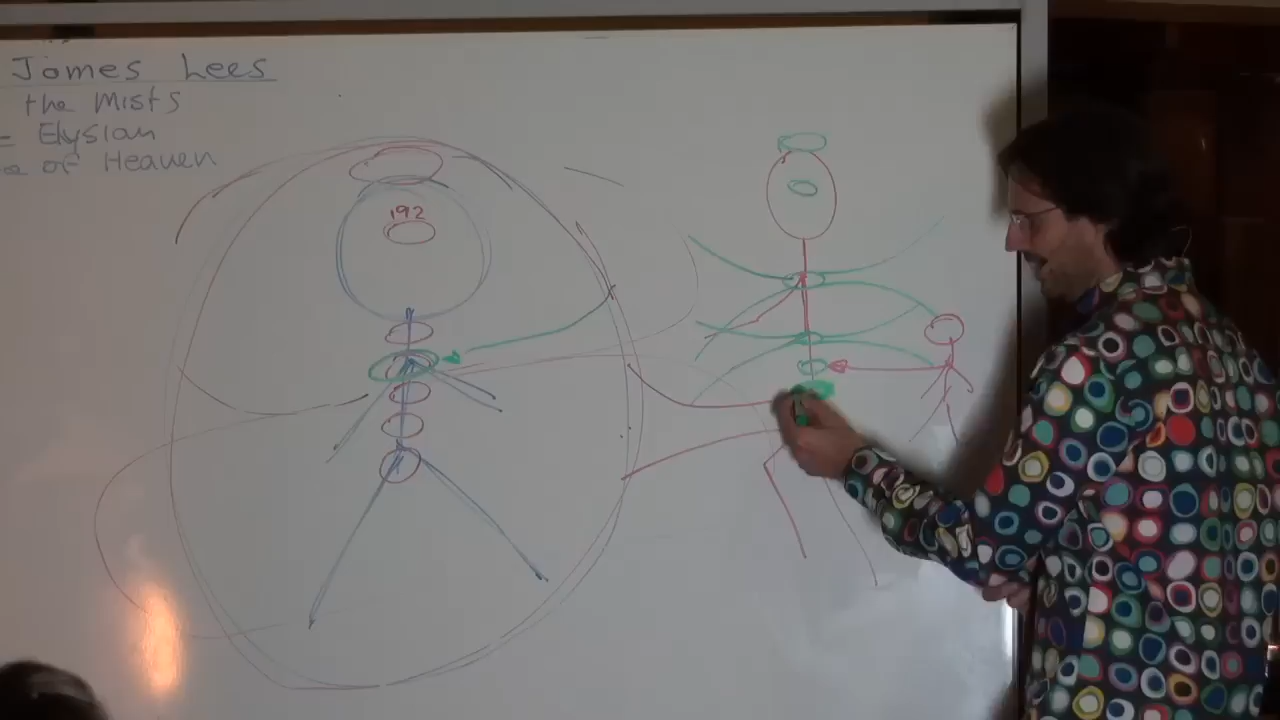 James Lees
the Mists
= Elysian
of Heaven
192